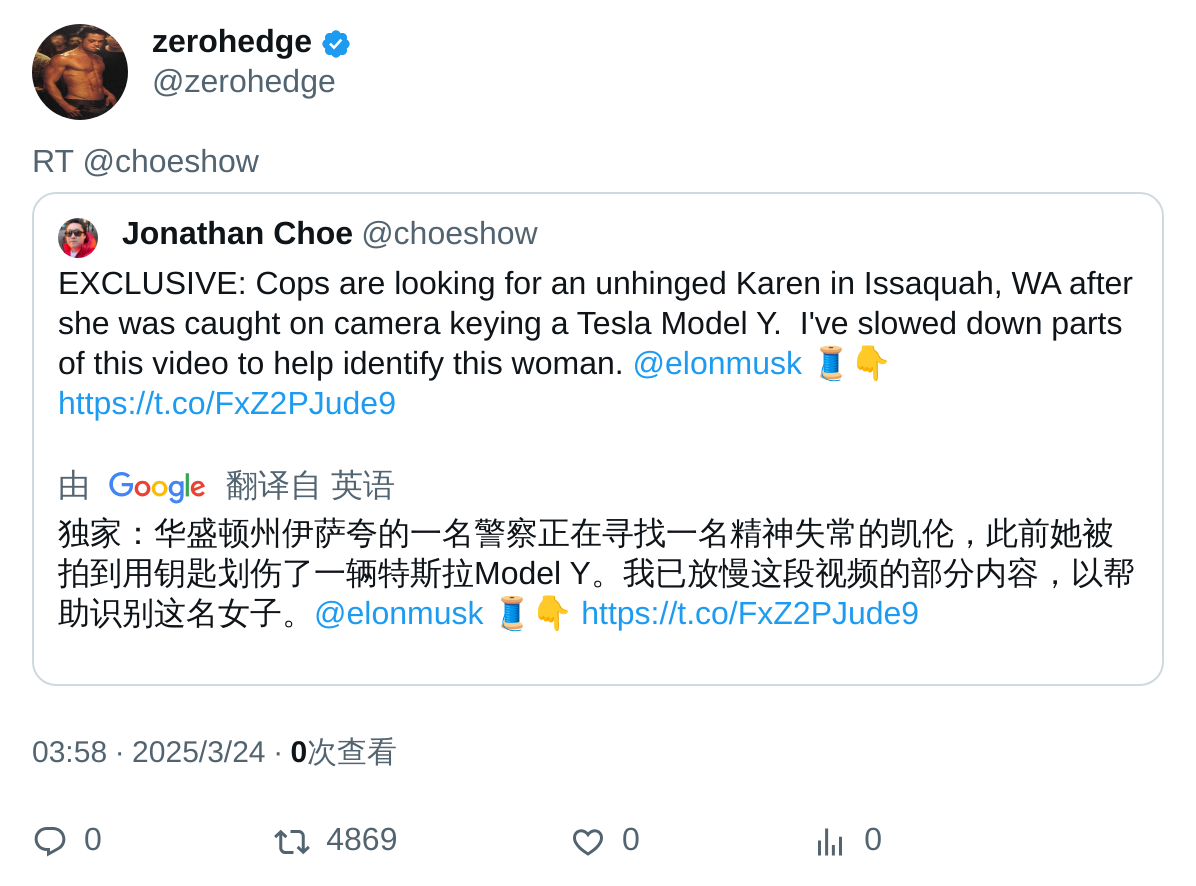 zerohedge
@zerohedge
RT @choeshow
Jonathan Choe @choeshow
EXCLUSIVE: Cops are looking for an unhinged Karen in Issaquah, WA after
she was caught on camera keying a Tesla Model Y.  I've slowed down parts
of this video to help identify this woman. @elonmusk 🧵👇
https://t.co/FxZ2PJude9
由 Google 翻译自 英语
独家：华盛顿州伊萨夸的一名警察正在寻找一名精神失常的凯伦，此前她被
拍到用钥匙划伤了一辆特斯拉Model Y。我已放慢这段视频的部分内容，以帮
助识别这名女子。@elonmusk 🧵👇 https://t.co/FxZ2PJude9
03:58 · 2025/3/24 · 0次查看
0 4869 0 0